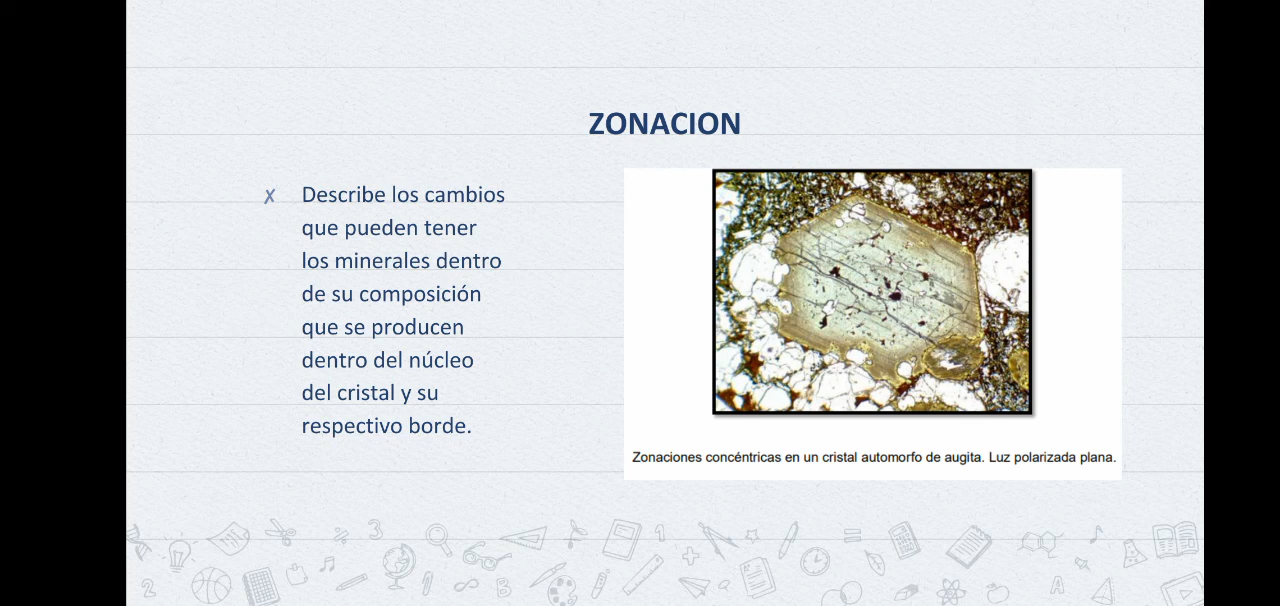 ZONACION
✗ Describe los cambios
que pueden tener
los minerales dentro
de su composición
que se producen
dentro del núcleo
del cristal y su
respectivo borde.
Zonaciones concéntricas en un cristal automorfo de augita. Luz polarizada plana.